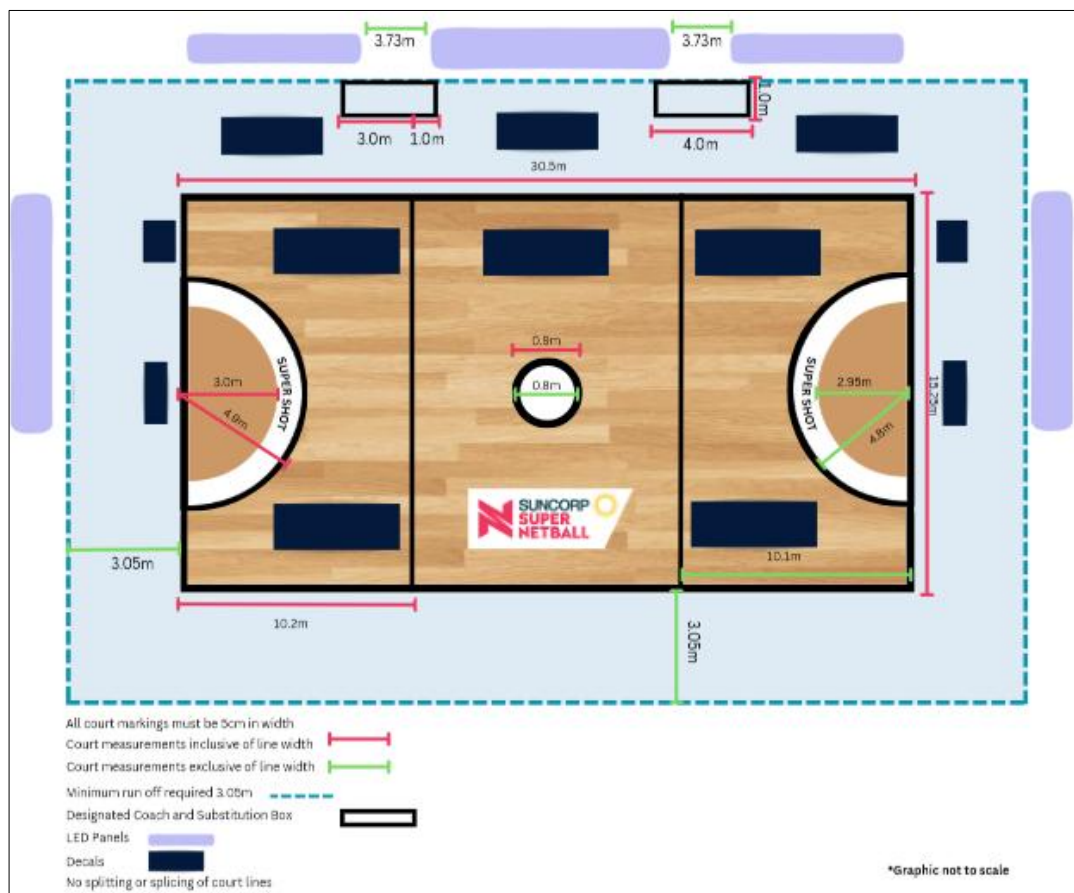 3.73m
3.73m
1.0m
3.0m
1.0m
4.0m
30.5m
0.9m
0.8m
SUPER SHOT
3.0m
4.9m
SUPER SHOT
2.95m
4.8m
15.25m
SUNCORP
SUPER
NETBALL
10.1m
3.05m
10.2m
3.05m
All court markings must be 5cm in width
Court measurements inclusive of line width
Court measurements exclusive of line width
Minimum run off required 3.05m
Designated Coach and Substitution Box
LED Panels
Decals
No splitting or splicing of court lines
*Graphic not to scale